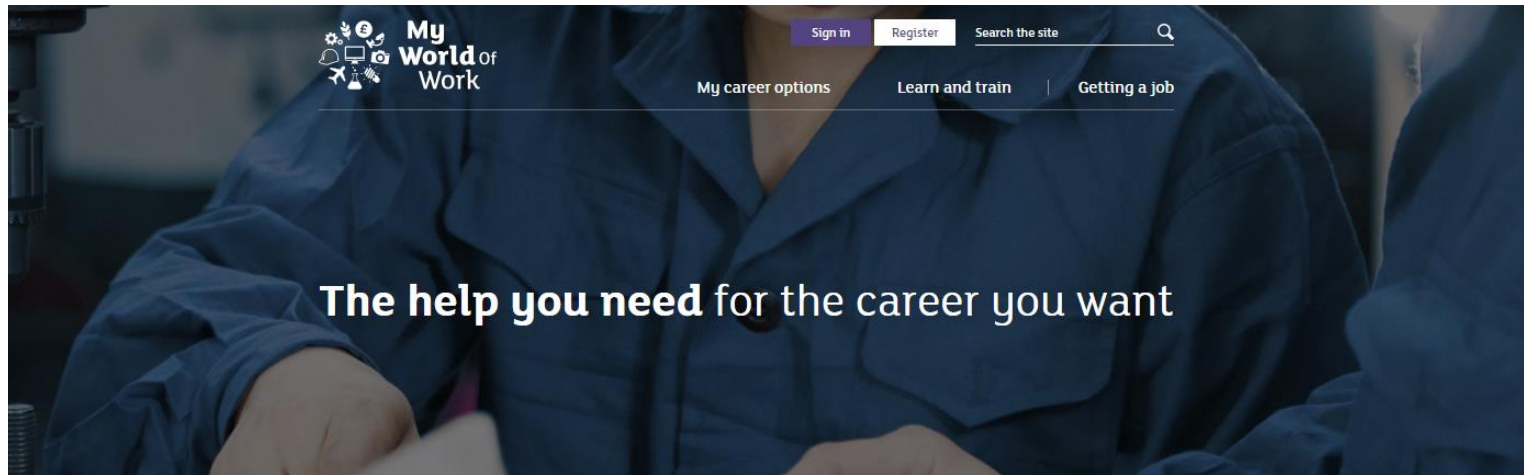 My
World Of
Work
Sign in
Register
Search the site
My career options
Learn and train
Getting a job
The help you need for the career you want